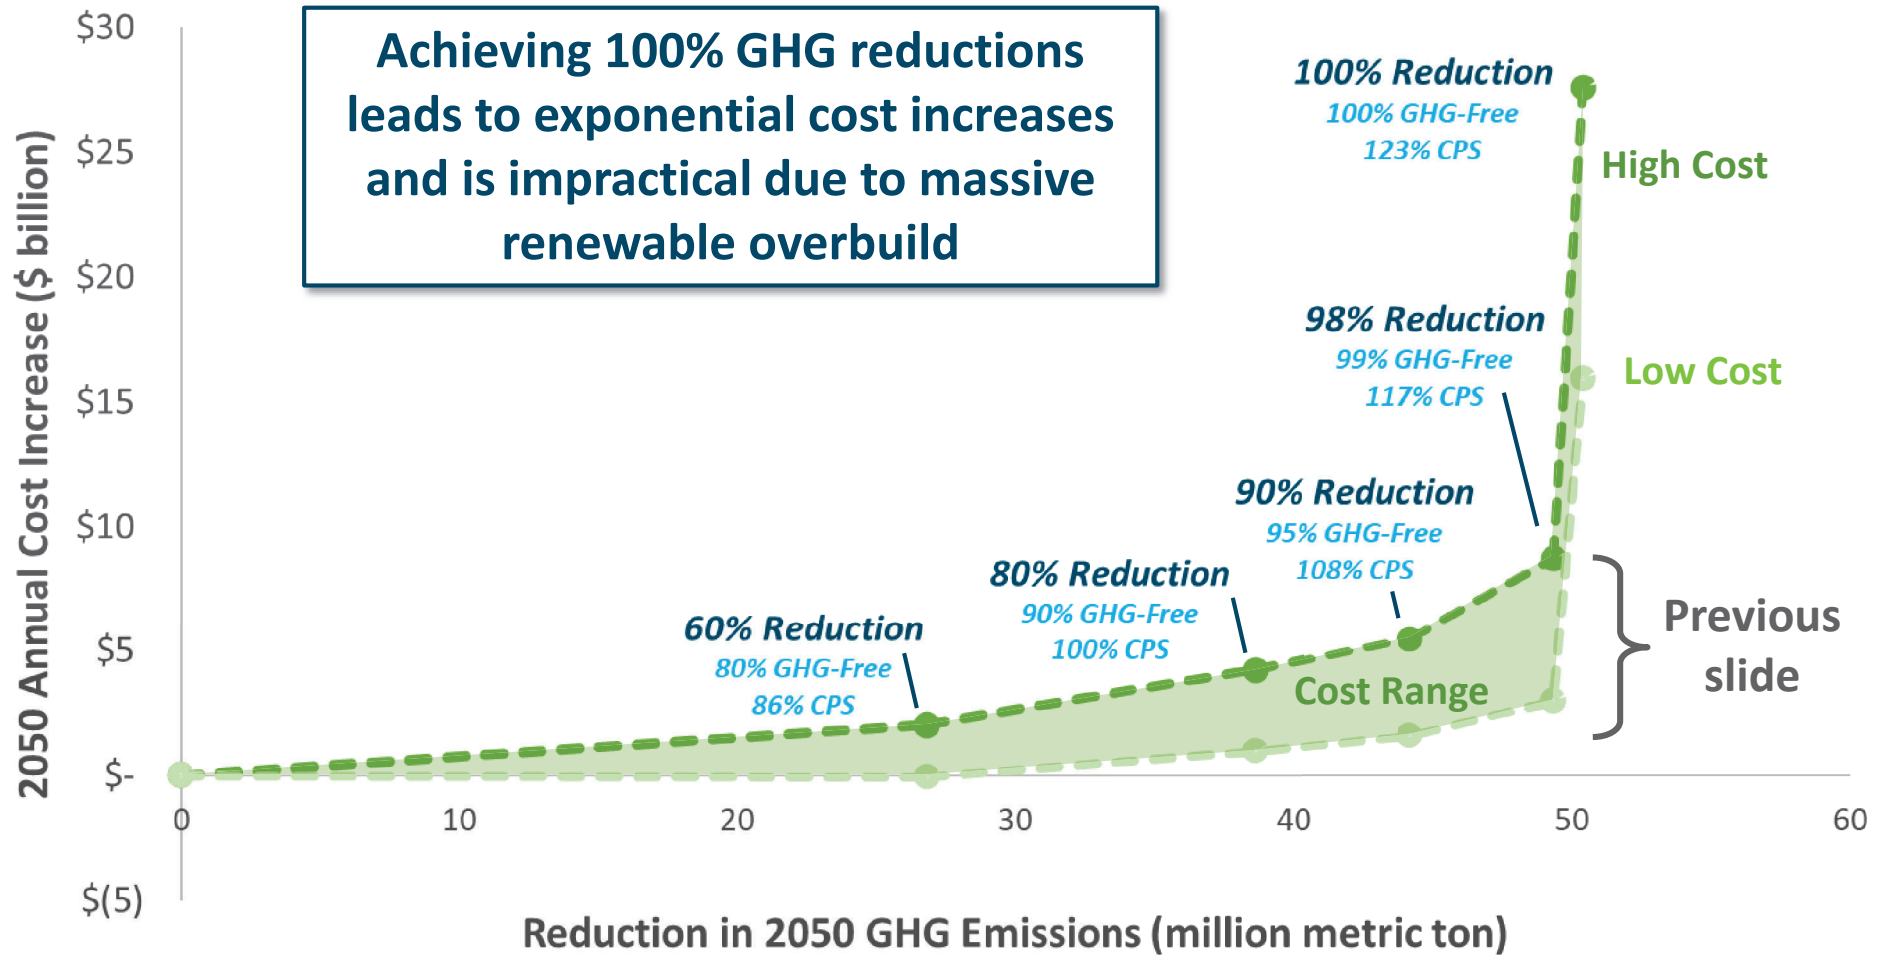 Achieving 100% GHG reductions
leads to exponential cost increases
and is impractical due to massive
renewable overbuild
2050 Annual Cost Increase ($ billion)
$30
$25
$20
$15
$10
$5
$-
$(5)
100% Reduction
100% GHG-Free
123% CPS
High Cost
98% Reduction
99% GHG-Free
117% CPS
Low Cost
90% Reduction
95% GHG-Free
108% CPS
80% Reduction
90% GHG-Free
100% CPS
60% Reduction
80% GHG-Free
86% CPS
Cost Range
Previous
slide
0
10
20
30
40
50
60
Reduction in 2050 GHG Emissions (million metric ton)